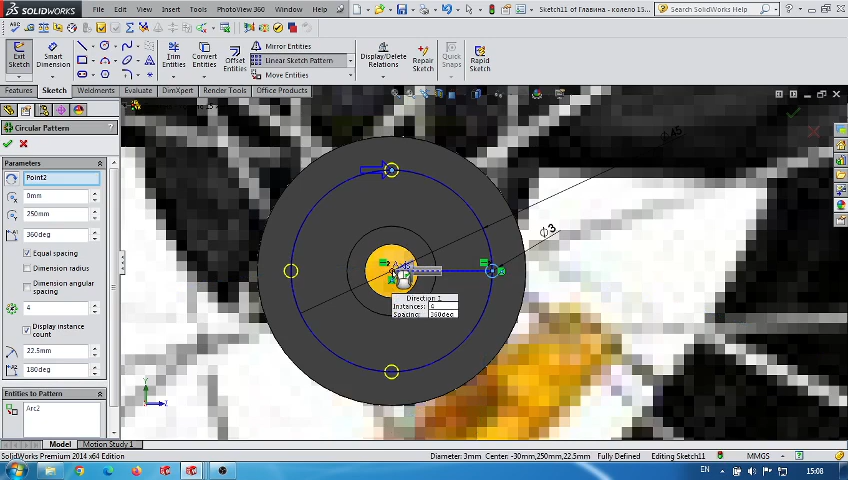 SOLIDWORKS File Edit View Insert Tools PhotoView 360 Window Help Sketch11 of Главина - колело 15... Search SolidWorks Help
Exit Sketch
Smart Dimension
Trim Entities
Convert Entities
Offset Entities
Mirror Entities
Linear Sketch Pattern
Move Entities
Display/Delete Relations
Repair Sketch
Quick Snaps
Rapid Sketch
Features Sketch Weldments Evaluate DimXpert Render Tools Office Products
Circular Pattern ?
Parameters
Point2
0mm
250mm
360deg
Equal spacing
Dimension radius
Dimension angular spacing
4
Display instance count
22.5mm
180deg
Entities to Pattern
Arc2
Φ45
Φ3
Direction 1
Instances: 4
Spacing: 360deg
Y
Model Motion Study 1
SolidWorks Premium 2014 x64 Edition Diameter: 3mm Center: -30mm,250mm,22.5mm Fully Defined Editing Sketch11 MMGS
EN 15:08